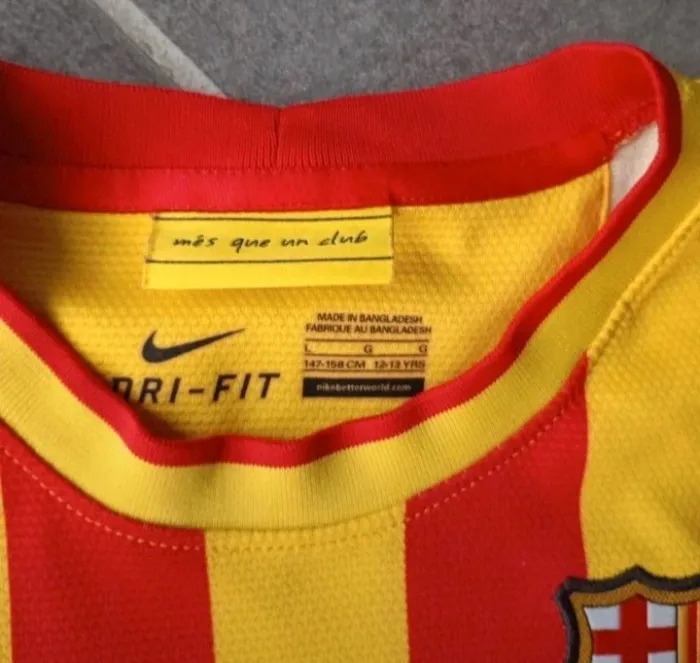 més que un club
MADE IN BANGLADESH
FABRIQUE AU BANGLADESH
L G G
147-158 CM 12-13 YRS
DRI-FIT
nikebetterworld.com